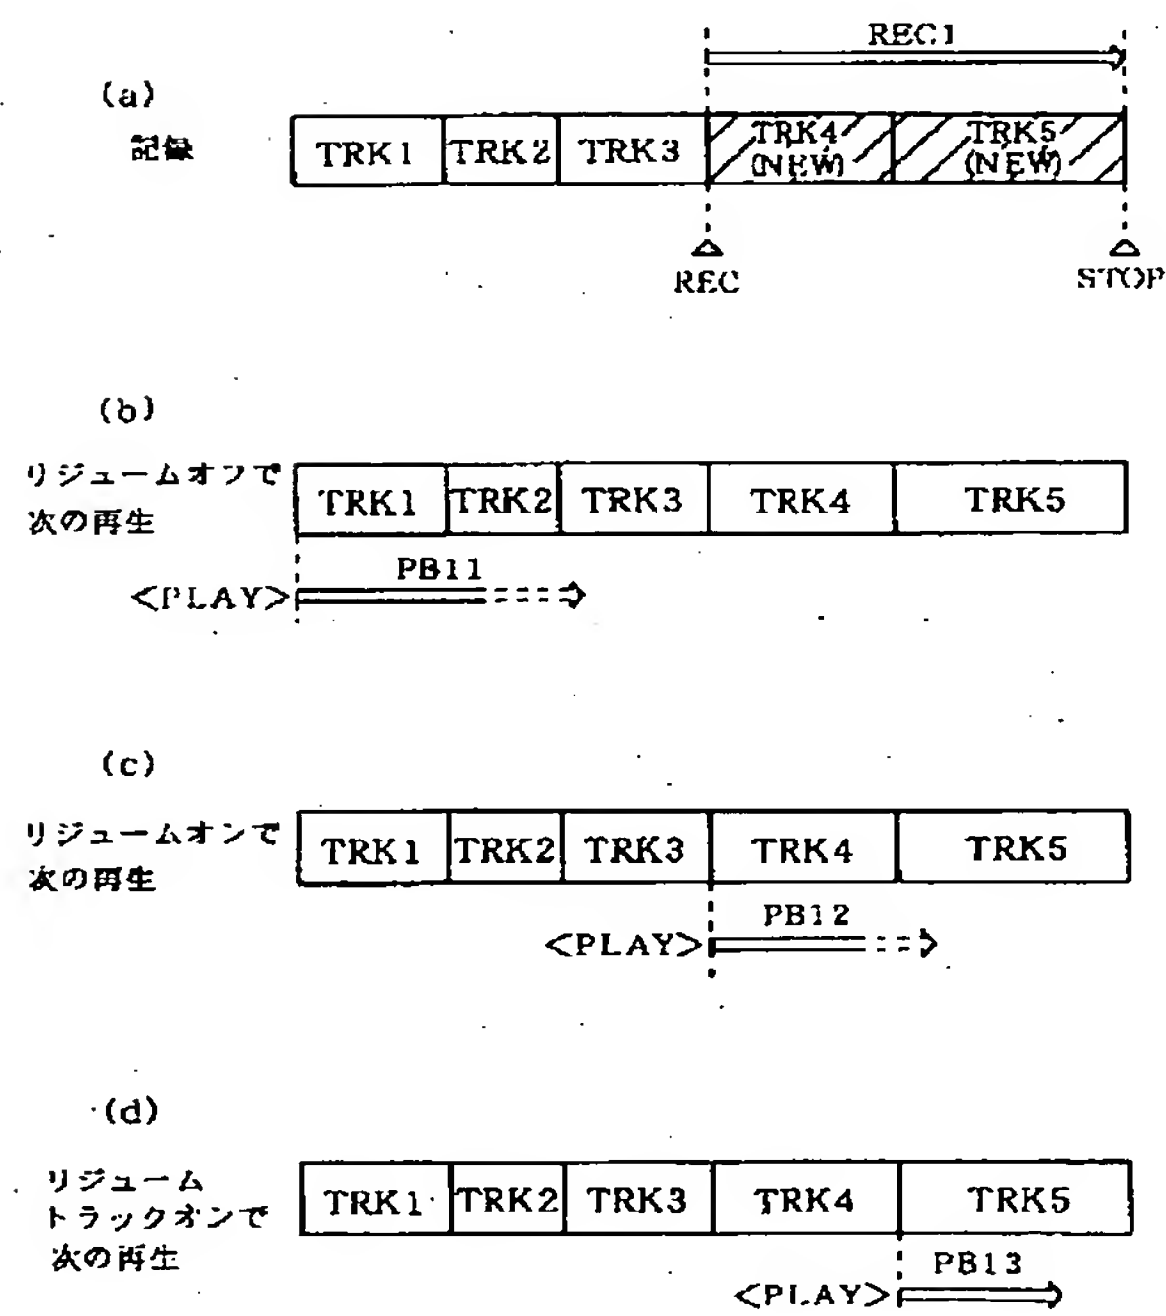 REC1
(a)
記録
TRK1 TRK2 TRK3 TRK4 (NEW) TRK5 (NEW)
REC STOP
(b)
リジュームオフで
次の再生
TRK1 TRK2 TRK3 TRK4 TRK5
PB11
<PLAY>
(c)
リジュームオンで
次の再生
TRK1 TRK2 TRK3 TRK4 TRK5
PB12
<PLAY>
(d)
リジューム
トラックオンで
次の再生
TRK1 TRK2 TRK3 TRK4 TRK5
PB13
<PLAY>